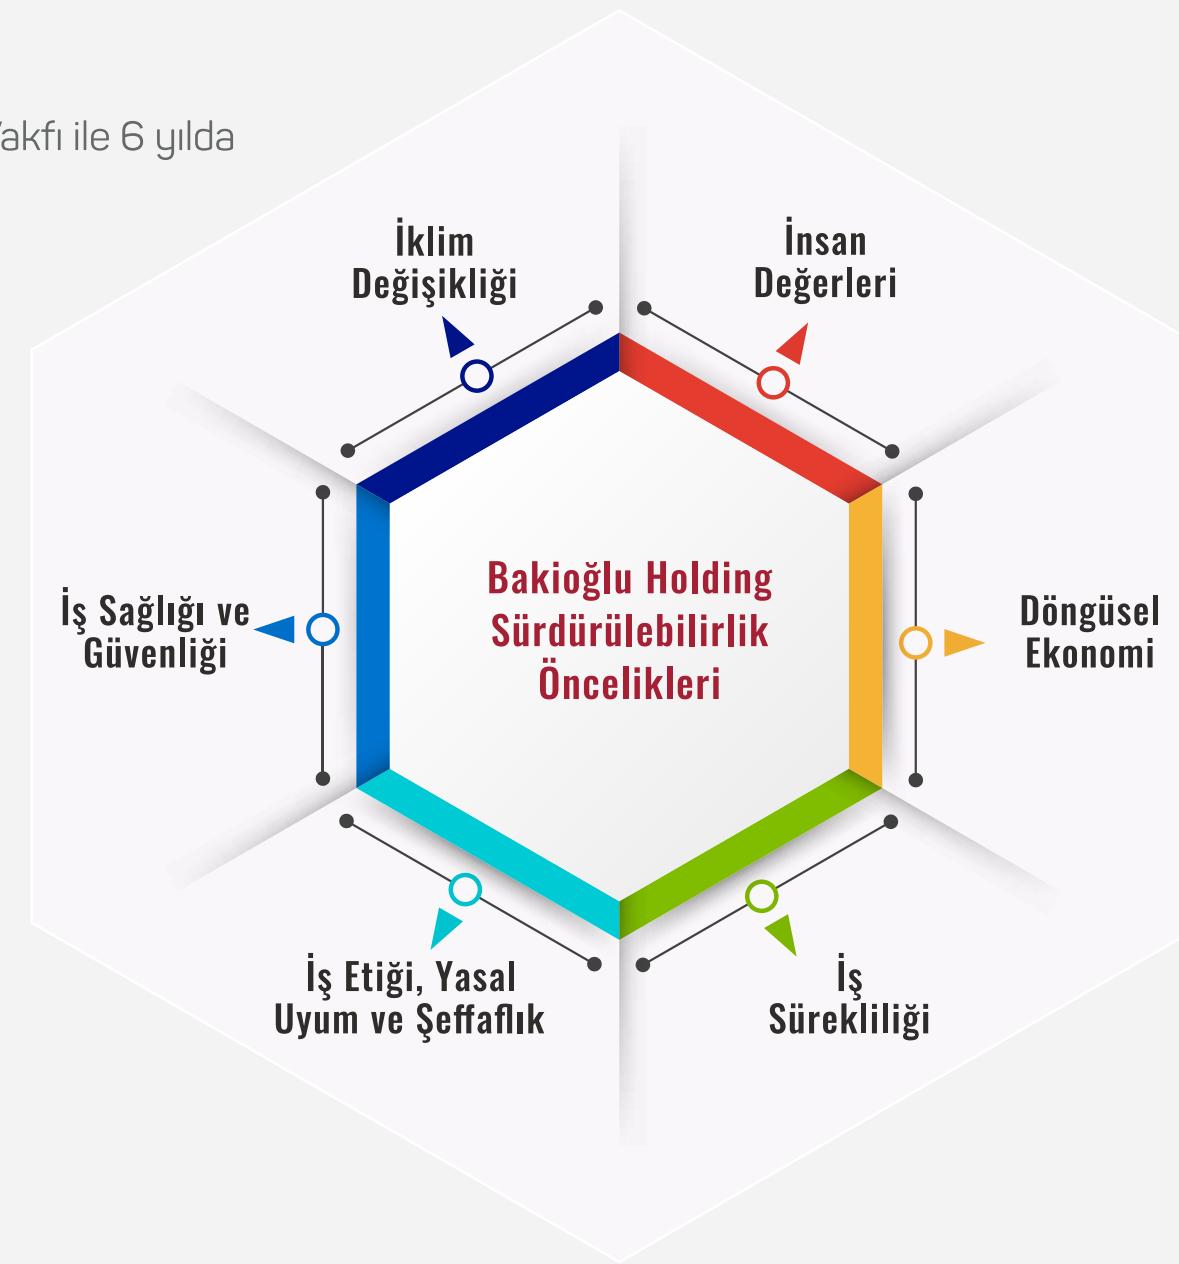 akfı ile 6 yılda
İklim
Değişikliği
İnsan
Değerleri
İş Sağlığı ve
Güvenliği
Bakioğlu Holding
Sürdürülebilirlik
Öncelikleri
Döngüsel
Ekonomi
İş Etiği, Yasal
Uyum ve Şeffaflık
İş
Sürekliliği